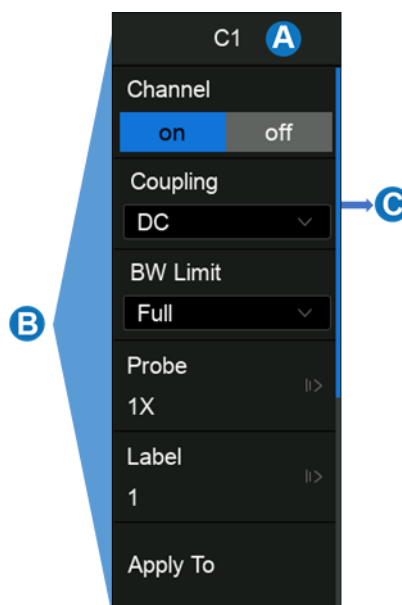 C1 A
Channel
on off
Coupling
DC
C
BW Limit
Full
B
Probe
1X
Label
1
Apply To